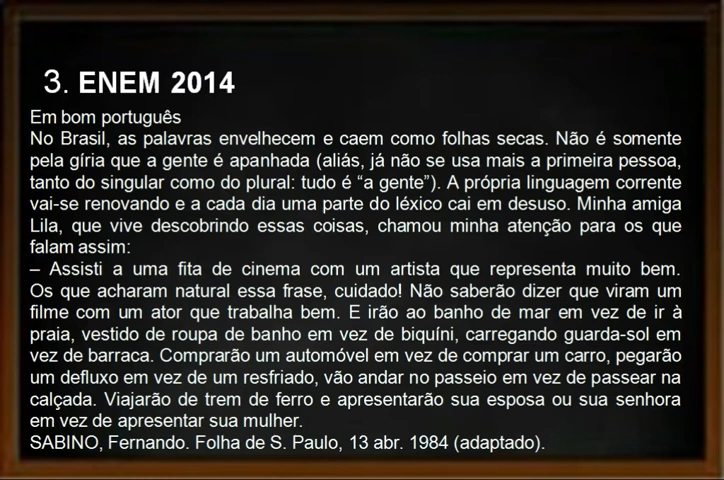 3. ENEM 2014
Em bom português
No Brasil, as palavras envelhecem e caem como folhas secas. Não é somente
pela gíria que a gente é apanhada (aliás, já não se usa mais a primeira pessoa,
tanto do singular como do plural: tudo é “a gente”). A própria linguagem corrente
vai-se renovando e a cada dia uma parte do léxico cai em desuso. Minha amiga
Lila, que vive descobrindo essas coisas, chamou minha atenção para os que
falam assim:
– Assisti a uma fita de cinema com um artista que representa muito bem.
Os que acharam natural essa frase, cuidado! Não saberão dizer que viram um
filme com um ator que trabalha bem. E irão ao banho de mar em vez de ir à
praia, vestido de roupa de banho em vez de biquíni, carregando guarda-sol em
vez de barraca. Comprarão um automóvel em vez de comprar um carro, pegarão
um defluxo em vez de um resfriado, vão andar no passeio em vez de passear na
calçada. Viajarão de trem de ferro e apresentarão sua esposa ou sua senhora
em vez de apresentar sua mulher.
SABINO, Fernando. Folha de S. Paulo, 13 abr. 1984 (adaptado).